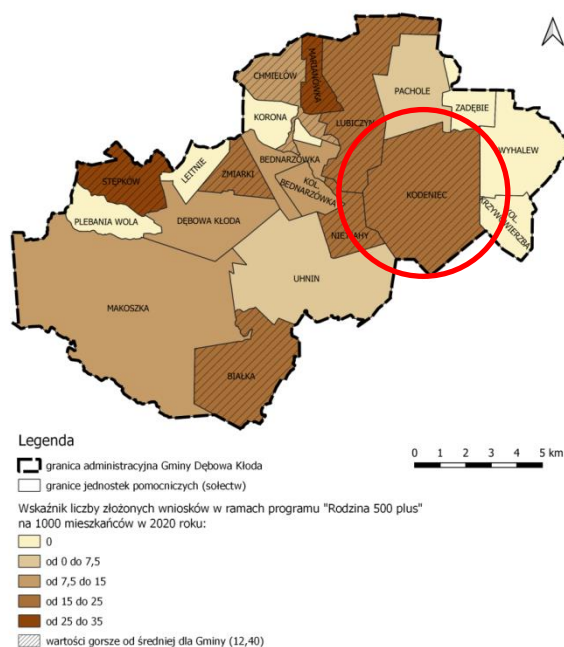 CHMIELÓW
MARIANÓWKA
PACHOLE
ZADĘBIE
KORONA
LUBICZYN
WYHALEW
LEITNIE
BEDNARZÓWKA
STĘPKÓW
ŻMIARKI
KOL.
BEDNARZÓWKA
KODENIEC
KOL.
PLEBANIA WOLA
DĘBOWA KŁODA
UHNIN
MAKOSZKA
BIAŁKA
Legenda
granica administracyjna Gminy Dębowa Kłoda
granice jednostek pomocniczych (sołectw)
0 1 2 3 4 5 km
Wskaźnik liczby złożonych wniosków w ramach programu "Rodzina 500 plus"
na 1000 mieszkańców w 2020 roku:
0
od 0 do 7,5
od 7,5 do 15
od 15 do 25
od 25 do 35
wartości gorsze od średniej dla Gminy (12,40)